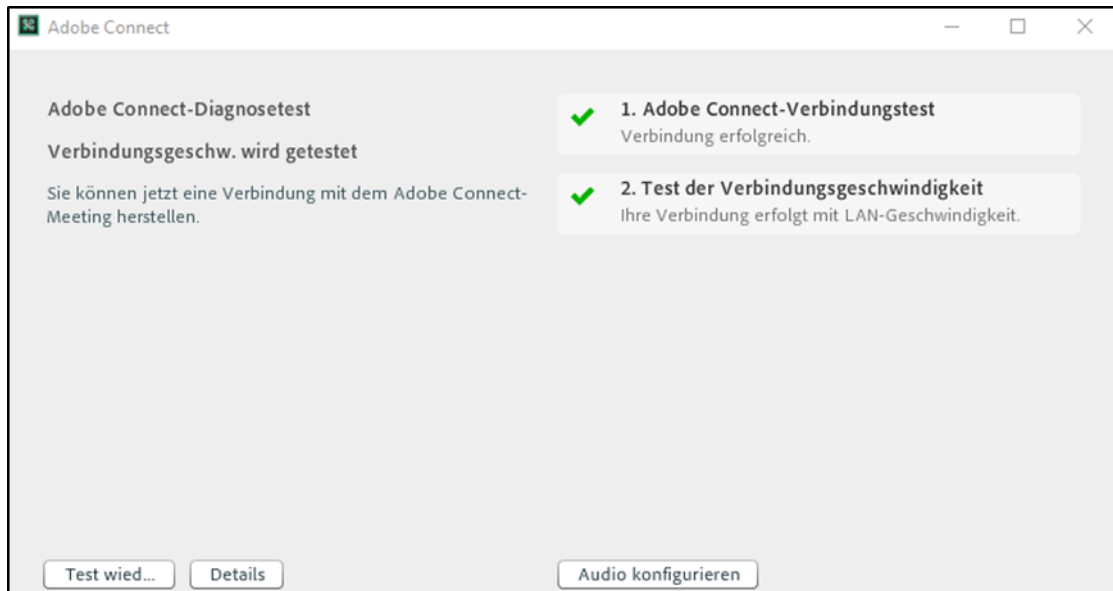 Adobe Connect
Adobe Connect-Diagnosetest
Verbindungsgeschw. wird getestet
Sie können jetzt eine Verbindung mit dem Adobe Connect-
Meeting herstellen.
1. Adobe Connect-Verbindungstest
Verbindung erfolgreich.
2. Test der Verbindungsgeschwindigkeit
Ihre Verbindung erfolgt mit LAN-Geschwindigkeit.
Test wied...
Details
Audio konfigurieren